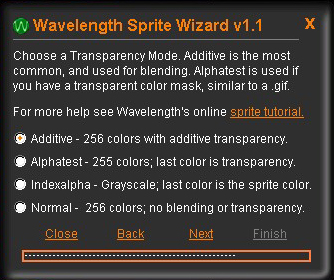 Wavelength Sprite Wizard v1.1 X
Choose a Transparency Mode. Additive is the most
common, and used for blending. Alphatest is used if
you have a transparent color mask, similar to a .gif.
For more help see Wavelength's online sprite tutorial.
Additive - 256 colors with additive transparency.
Alphatest - 255 colors; last color is transparent.
Indexalpha - Grayscale; last color is the sprite color.
Normal - 256 colors; no blending or transparency.
Close Back Next Finish